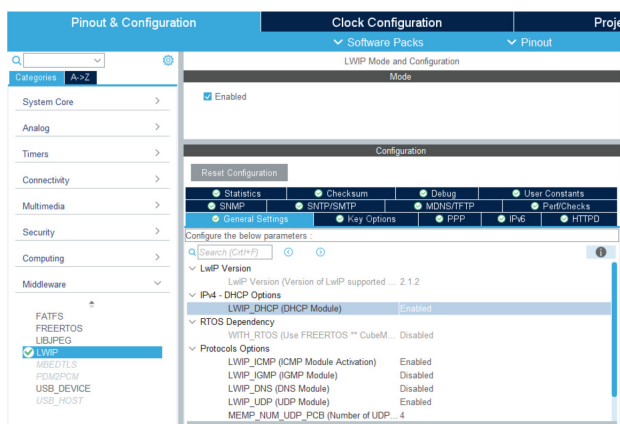 Pinout & Configuration
Clock Configuration
Proje
Software Packs
Pinout
Categories A->Z
System Core
Analog
Timers
Connectivity
Multimedia
Security
Computing
Middleware
FATFS
FREERTOS
LIBJPEG
LWIP
MBEDTLS
PDM2PCM
USB_DEVICE
USB_HOST
LWIP Mode and Configuration
Mode
Enabled
Configuration
Reset Configuration
Statistics Checksum Debug User Constants
SNMP SNTP/SMTP MDNS/TFTP Perf/Checks
General Settings Key Options PPP IPv6 HTTPD
Configure the below parameters :
Search (Crtl+F)
LwIP Version
LwIP Version (Version of LwIP supported ... 2.1.2
IPv4 - DHCP Options
LWIP_DHCP (DHCP Module) Enabled
RTOS Dependency
WITH_RTOS (Use FREERTOS ** CubeM... Disabled
Protocols Options
LWIP_ICMP (ICMP Module Activation) Enabled
LWIP_IGMP (IGMP Module) Disabled
LWIP_DNS (DNS Module) Disabled
LWIP_UDP (UDP Module) Enabled
MEMP_NUM_UDP_PCB (Number of UDP... 4